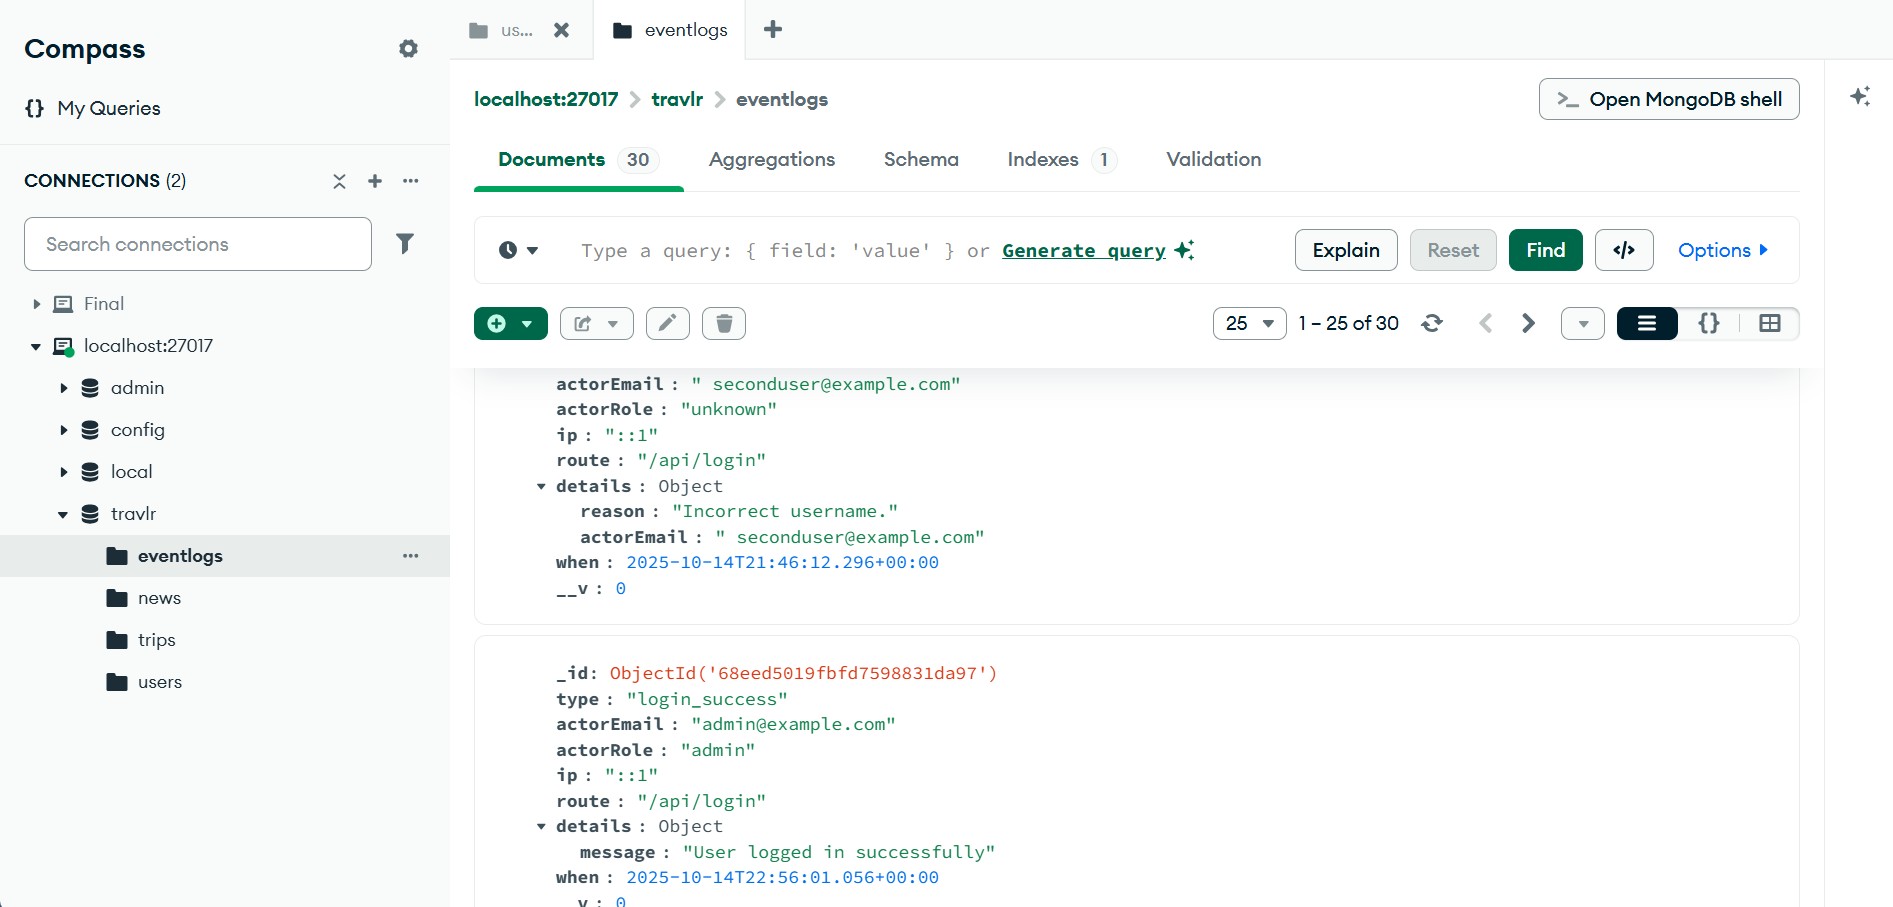 Compass
My Queries
CONNECTIONS (2)
Search connections
Final
localhost:27017
admin
config
local
travlr
eventlogs
news
trips
users
us...
eventlogs
localhost:27017 > travlr > eventlogs
>_ Open MongoDB shell
Documents 30 Aggregations Schema Indexes 1 Validation
Type a query: { field: 'value' } or Generate query
Explain Reset Find </> Options
25 1 – 25 of 30 {}
actorEmail : " seconduser@example.com"
actorRole : "unknown"
ip : "::1"
route : "/api/login"
details : Object
reason : "Incorrect username."
actorEmail : " seconduser@example.com"
when : 2025-10-14T21:46:12.296+00:00
__v : 0
_id: ObjectId('68eed5019fbfd7598831da97')
type : "login_success"
actorEmail : "admin@example.com"
actorRole : "admin"
ip : "::1"
route : "/api/login"
details : Object
message : "User logged in successfully"
when : 2025-10-14T22:56:01.056+00:00
__v : 0